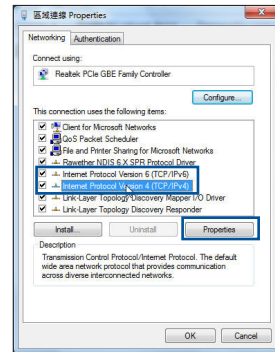 區域連線 Properties
Networking Authentication
Connect using:
Realtek PCIe GBE Family Controller
Configure...
This connection uses the following items:
Client for Microsoft Networks
QoS Packet Scheduler
File and Printer Sharing for Microsoft Networks
Rawether NDIS 6.X SPR Protocol Driver
Internet Protocol Version 6 (TCP/IPv6)
Internet Protocol Version 4 (TCP/IPv4)
Link-Layer Topology Discovery Mapper I/O Driver
Link-Layer Topology Discovery Responder
Install... Uninstall Properties
Description
Transmission Control Protocol/Internet Protocol. The default
wide area network protocol that provides communication
across diverse interconnected networks.
OK Cancel